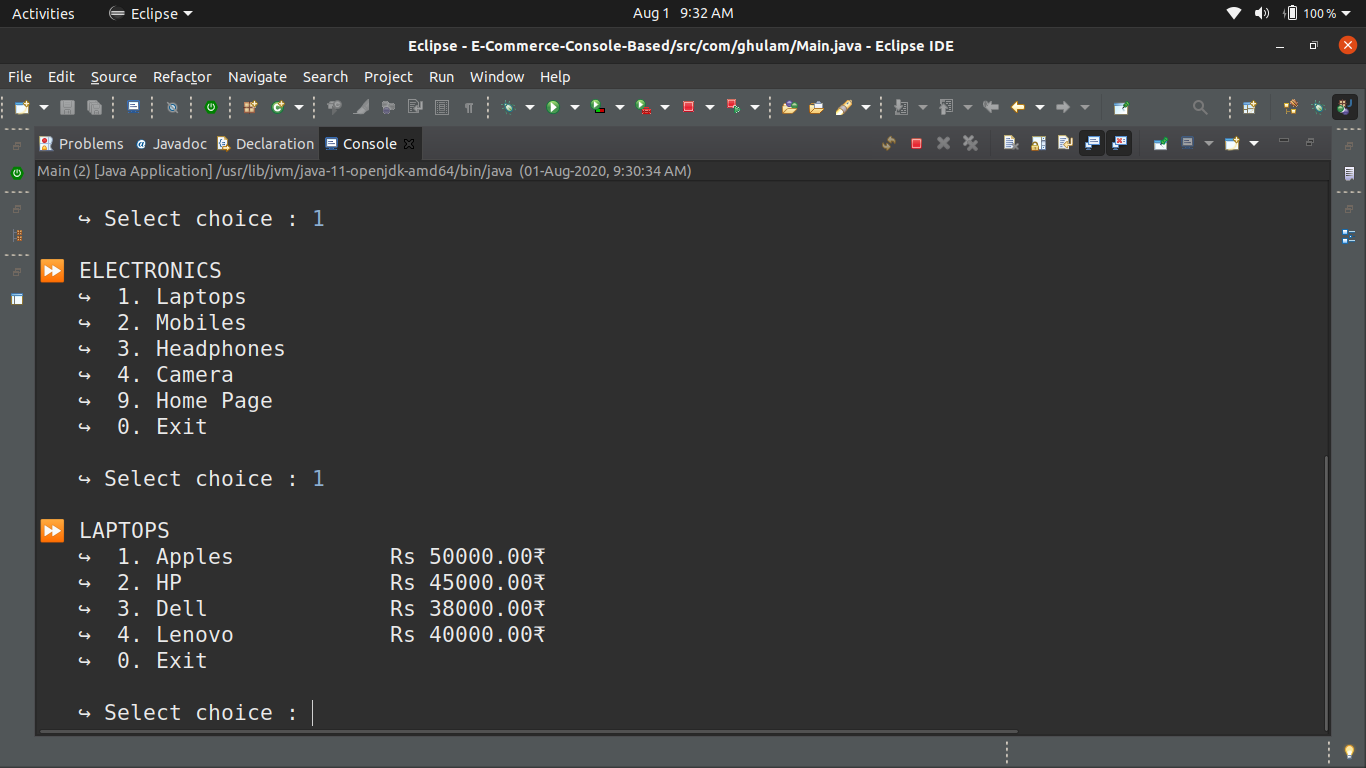 Activities Eclipse Aug 1 9:32 AM 100 %
Eclipse - E-Commerce-Console-Based/src/com/ghulam/Main.java - Eclipse IDE
File Edit Source Refactor Navigate Search Project Run Window Help
Problems @ Javadoc Declaration Console
Main (2) [Java Application] /usr/lib/jvm/java-11-openjdk-amd64/bin/java (01-Aug-2020, 9:30:34 AM)
↪ Select choice : 1
⏩ ELECTRONICS
↪ 1. Laptops
↪ 2. Mobiles
↪ 3. Headphones
↪ 4. Camera
↪ 9. Home Page
↪ 0. Exit
↪ Select choice : 1
⏩ LAPTOPS
↪ 1. Apples Rs 50000.00₹
↪ 2. HP Rs 45000.00₹
↪ 3. Dell Rs 38000.00₹
↪ 4. Lenovo Rs 40000.00₹
↪ 0. Exit
↪ Select choice :